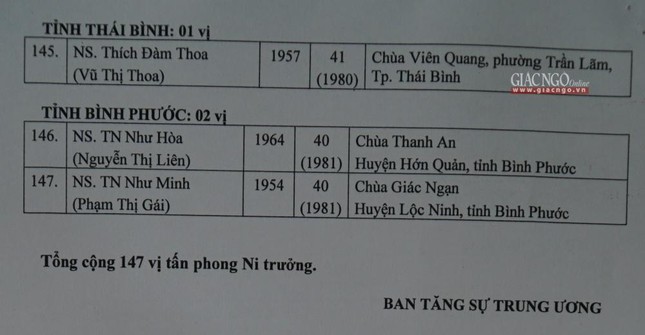 TỈNH THÁI BÌNH: 01 vị
145. NS. Thích Đàm Thoa 1957 41 Chùa Viên Quang, phường Trần Lãm,
(Vũ Thị Thoa) (1980) Tp. Thái Bình
GIACNGO Online
www.giacngo.vn
TỈNH BÌNH PHƯỚC: 02 vị
146. NS. TN Như Hòa 1964 40 Chùa Thanh An
(Nguyễn Thị Liên) (1981) Huyện Hớn Quản, tỉnh Bình Phước
147. NS. TN Như Minh 1954 40 Chùa Giác Ngạn
(Phạm Thị Gái) (1981) Huyện Lộc Ninh, tỉnh Bình Phước
Tổng cộng 147 vị tấn phong Ni trưởng.
BAN TĂNG SỰ TRUNG ƯƠNG